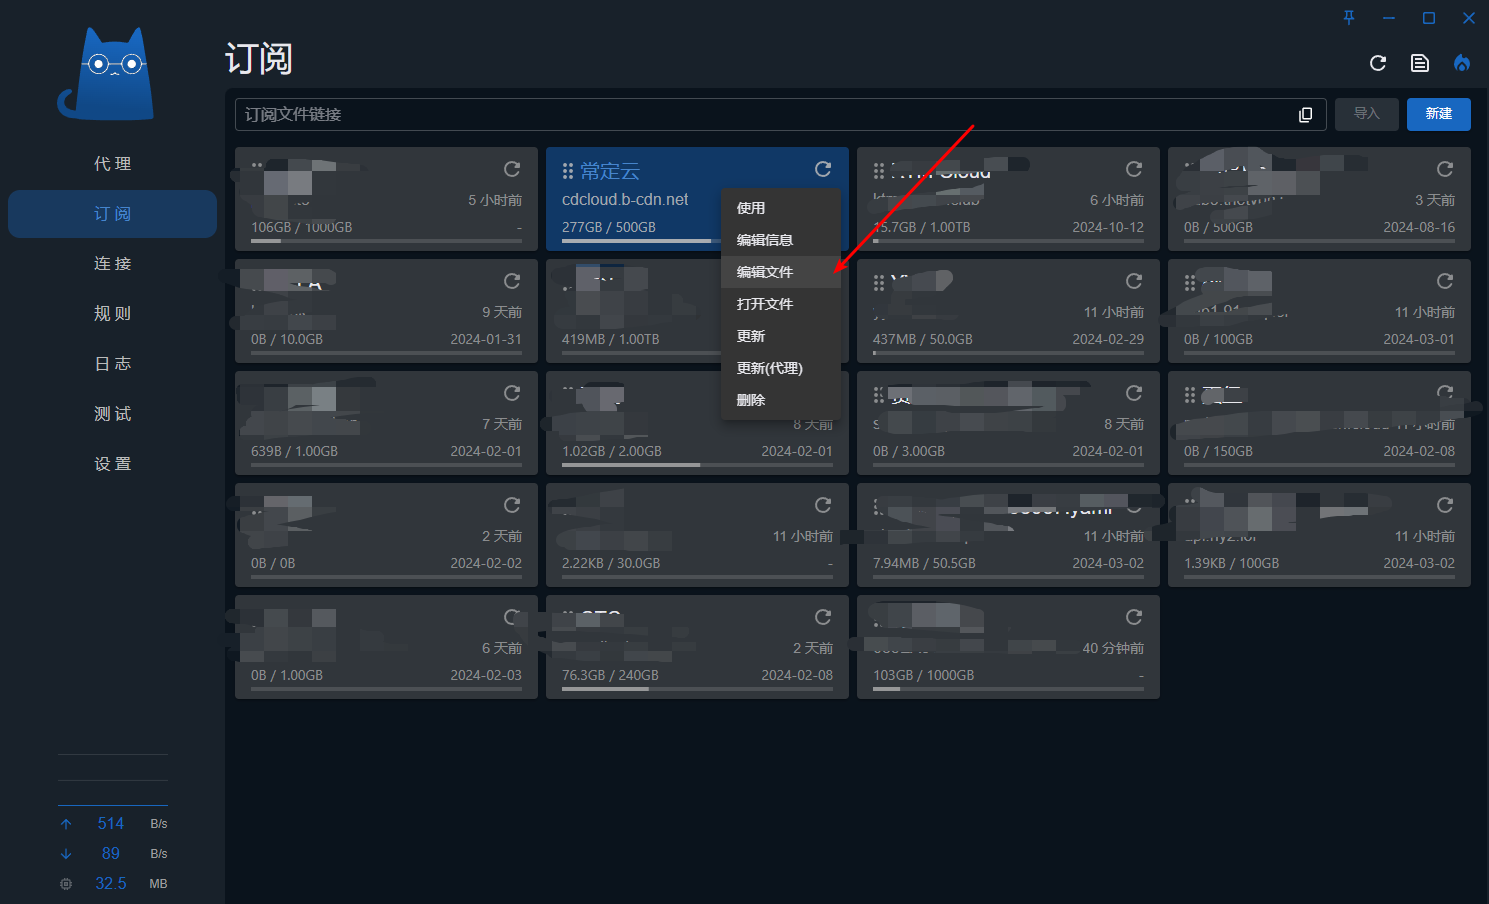 订阅
代 理
订 阅
连 接
规 则
日 志
测 试
设 置
514 B/s
89 B/s
32.5 MB
订阅文件链接
导入
新建
5 小时前
106GB / 1000GB -
常定云
cdcloud.b-cdn.net
277GB / 500GB
使用
编辑信息
编辑文件
打开文件
更新
更新(代理)
删除
6 小时前
15.7GB / 1.00TB 2024-10-12
3 天前
0B / 500GB 2024-08-16
9 天前
0B / 10.0GB 2024-01-31
419MB / 1.00TB
11 小时前
437MB / 50.0GB 2024-02-29
11 小时前
0B / 100GB 2024-03-01
7 天前
639B / 1.00GB 2024-02-01
8 天前
1.02GB / 2.00GB 2024-02-01
8 天前
0B / 3.00GB 2024-02-01
11 小时前
0B / 150GB 2024-02-08
2 天前
0B / 0B 2024-02-02
11 小时前
2.22KB / 30.0GB -
11 小时前
7.94MB / 50.5GB 2024-03-02
11 小时前
1.39KB / 100GB 2024-03-02
6 天前
0B / 1.00GB 2024-02-03
2 天前
76.3GB / 240GB 2024-02-08
40 分钟前
103GB / 1000GB -